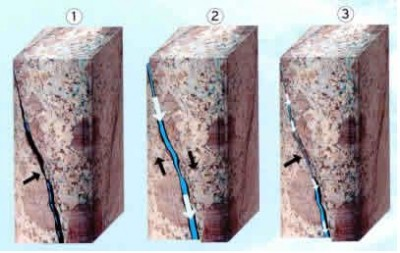 ① ② ③